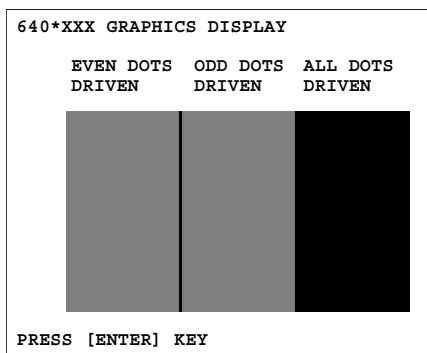 640*XXX GRAPHICS DISPLAY
EVEN DOTS ODD DOTS ALL DOTS
DRIVEN DRIVEN DRIVEN
PRESS [ENTER] KEY